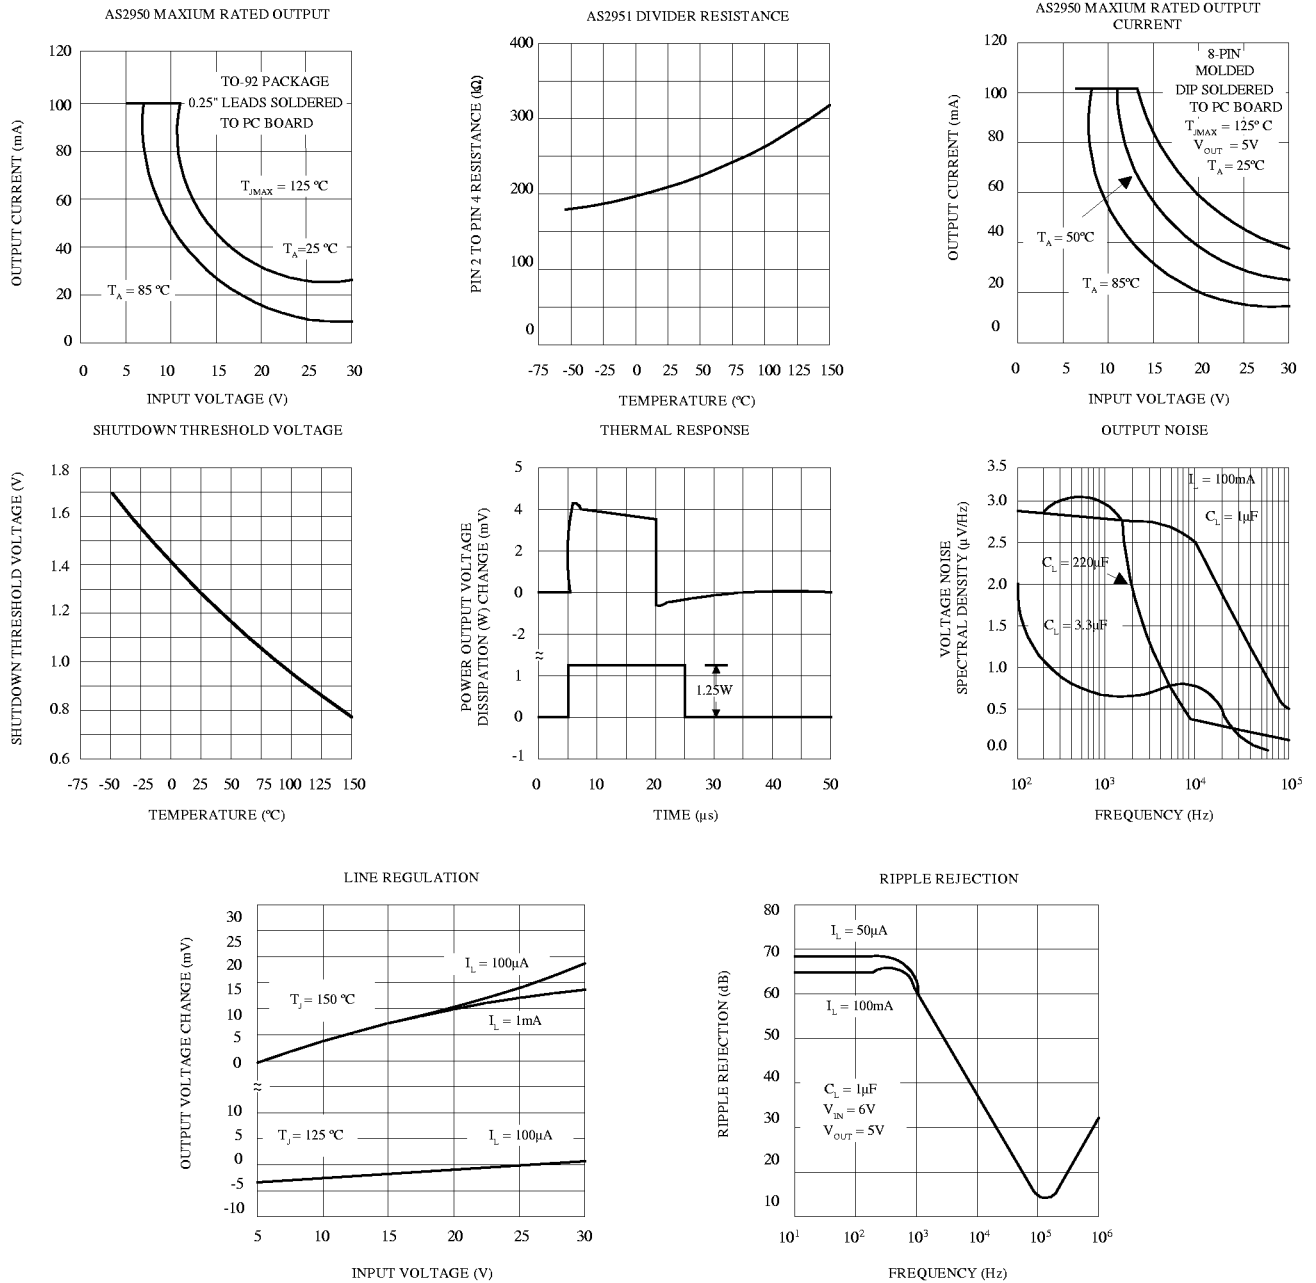 AS2950 MAXIUM RATED OUTPUT
120
100
80
60
40
20
0
0 5 10 15 20 25 30
OUTPUT CURRENT (mA)
INPUT VOLTAGE (V)
TO-92 PACKAGE
0.25" LEADS SOLDERED
TO PC BOARD
TJMAX = 125 ºC
TA=25 ºC
TA = 85 ºC
AS2951 DIVIDER RESISTANCE
400
300
200
100
0
-75 -50 -25 0 25 50 75 100 125 150
PIN 2 TO PIN 4 RESISTANCE (kΩ)
TEMPERATURE (ºC)
AS2950 MAXIUM RATED OUTPUT
CURRENT
120
100
80
60
40
20
0
0 5 10 15 20 25 30
OUTPUT CURRENT (mA)
INPUT VOLTAGE (V)
8-PIN
MOLDED
DIP SOLDERED
TO PC BOARD
TJMAX = 125º C
VOUT = 5V
TA = 25ºC
TA = 50ºC
TA = 85ºC
SHUTDOWN THRESHOLD VOLTAGE
1.8
1.6
1.4
1.2
1.0
0.8
0.6
-75 -50 -25 0 25 50 75 100 125 150
SHUTDOWN THRESHOLD VOLTAGE (V)
TEMPERATURE (ºC)
THERMAL RESPONSE
5
4
2
0
-2
≈
1
0
-1
0 10 20 30 40 50
POWER OUTPUT VOLTAGE
DISSIPATION (W) CHANGE (mV)
TIME (µs)
1.25W
OUTPUT NOISE
3.5
3.0
2.5
2.0
1.5
1.0
0.5
0.0
10² 10³ 10⁴ 10⁵
VOLTAGE NOISE
SPECTRAL DENSITY (µV/Hz)
FREQUENCY (Hz)
IL = 100mA
CL = 1µF
CL = 220µF
CL = 3.3µF
LINE REGULATION
30
25
20
15
10
5
0
≈
10
5
0
-5
-10
5 10 15 20 25 30
OUTPUT VOLTAGE CHANGE (mV)
INPUT VOLTAGE (V)
IL = 100µA
TJ = 150 ºC
IL = 1mA
TJ = 125 ºC
IL = 100µA
RIPPLE REJECTION
80
70
60
50
40
30
20
10
10¹ 10² 10³ 10⁴ 10⁵ 10⁶
RIPPLE REJECTION (dB)
FREQUENCY (Hz)
IL = 50µA
IL = 100mA
CL = 1µF
VIN = 6V
VOUT = 5V